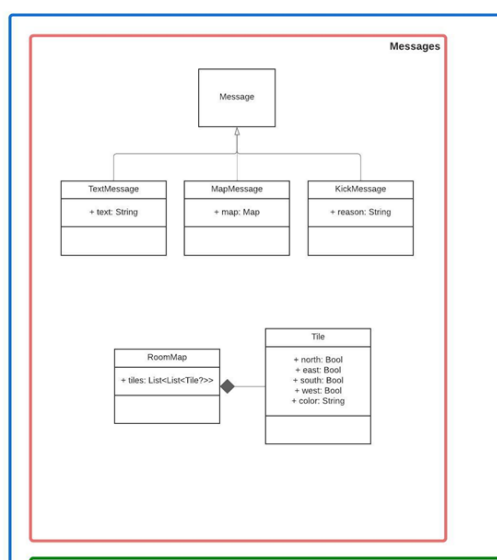 Messages
Message
TextMessage
+ text: String
MapMessage
+ map: Map
KickMessage
+ reason: String
RoomMap
+ tiles: List<List<Tile?>>
Tile
+ north: Bool
+ east: Bool
+ south: Bool
+ west: Bool
+ color: String